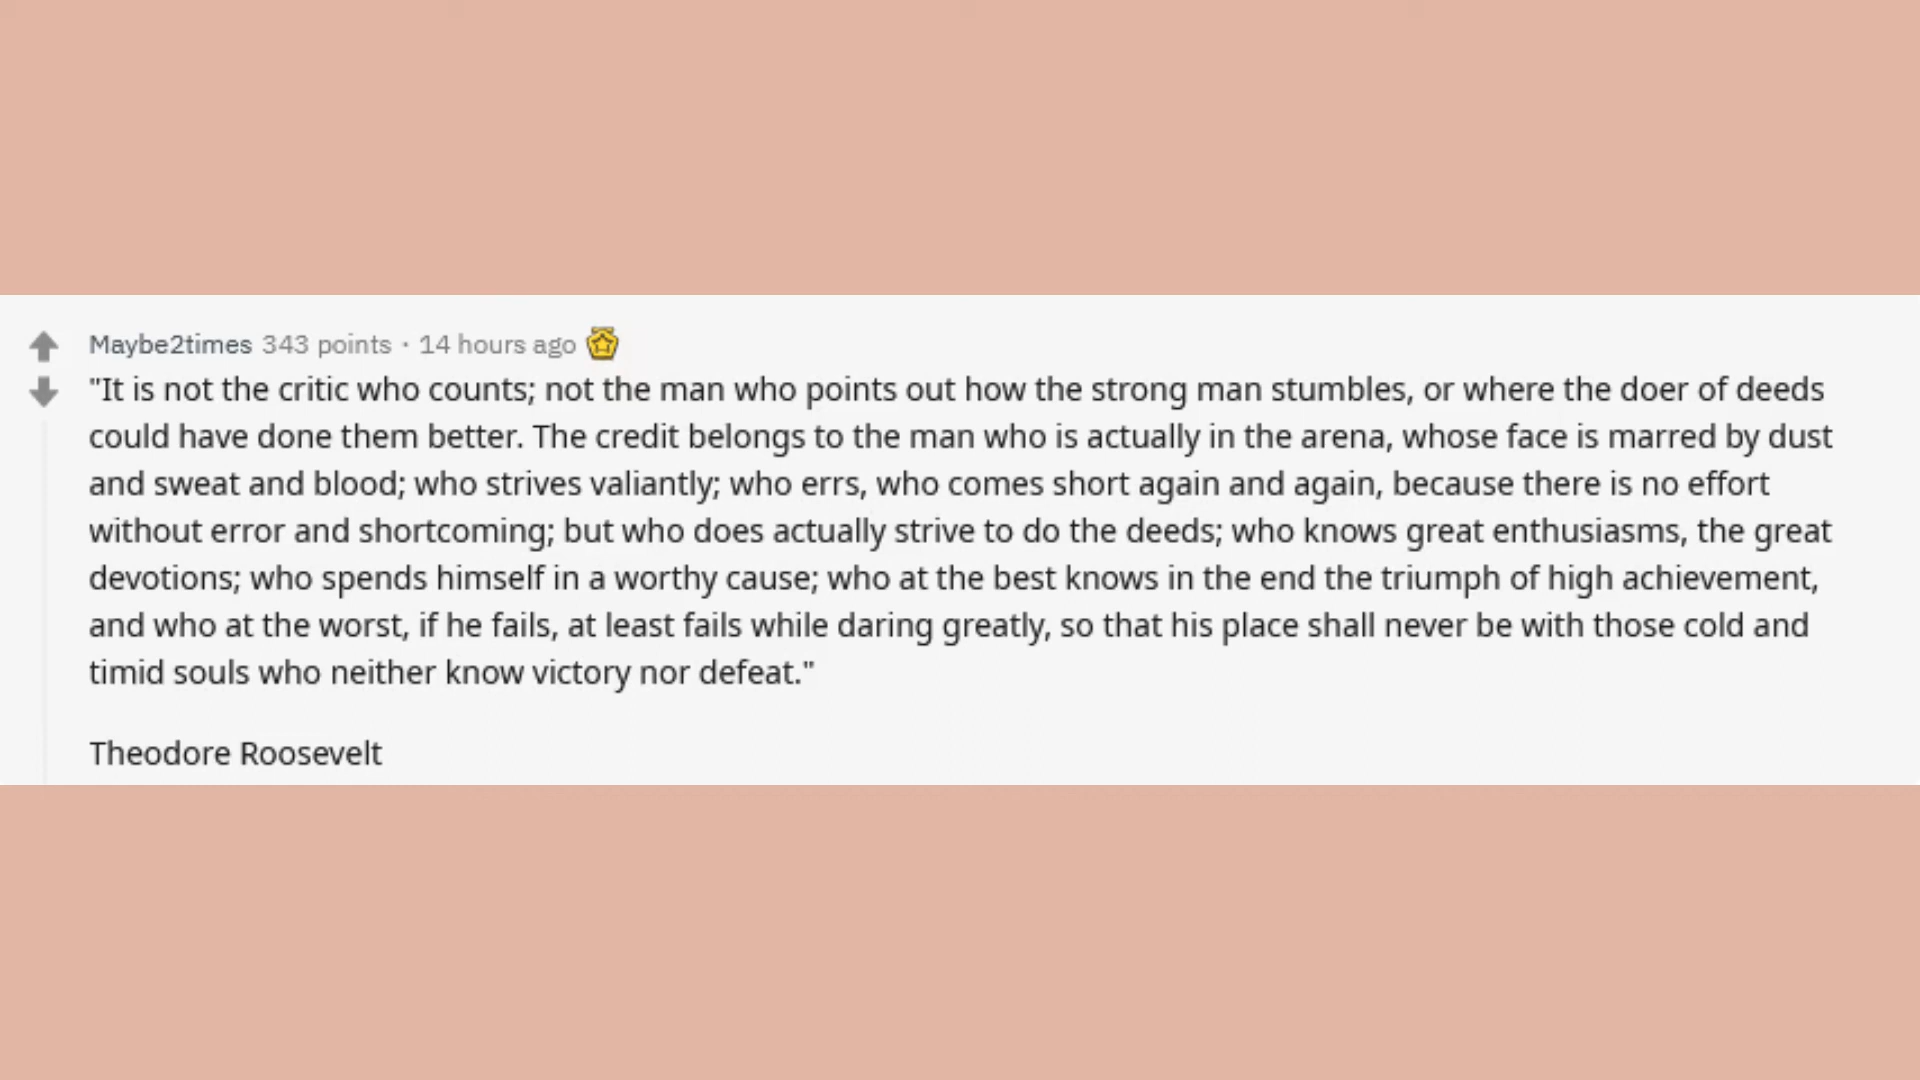 Maybe2times 343 points · 14 hours ago
"It is not the critic who counts; not the man who points out how the strong man stumbles, or where the doer of deeds
could have done them better. The credit belongs to the man who is actually in the arena, whose face is marred by dust
and sweat and blood; who strives valiantly; who errs, who comes short again and again, because there is no effort
without error and shortcoming; but who does actually strive to do the deeds; who knows great enthusiasms, the great
devotions; who spends himself in a worthy cause; who at the best knows in the end the triumph of high achievement,
and who at the worst, if he fails, at least fails while daring greatly, so that his place shall never be with those cold and
timid souls who neither know victory nor defeat."
Theodore Roosevelt